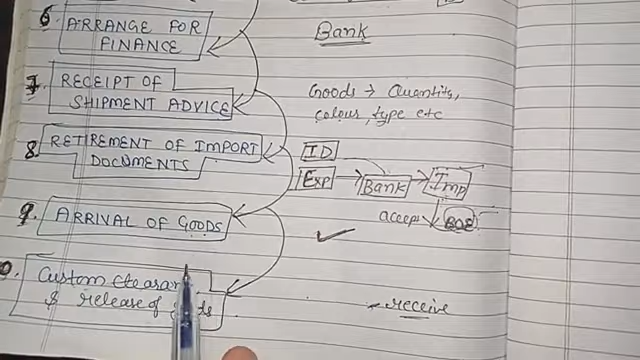 6. ARRANGE FOR
FINANCE
Bank
7. RECEIPT OF
SHIPMENT ADVICE
Goods → Quantity,
colour, type etc
8. RETIREMENT OF IMPORT
DOCUMENTS
ID
Exp → Bank → Imp
accept BOE
9. ARRIVAL OF GOODS
✓
Custom
& release of
- receive